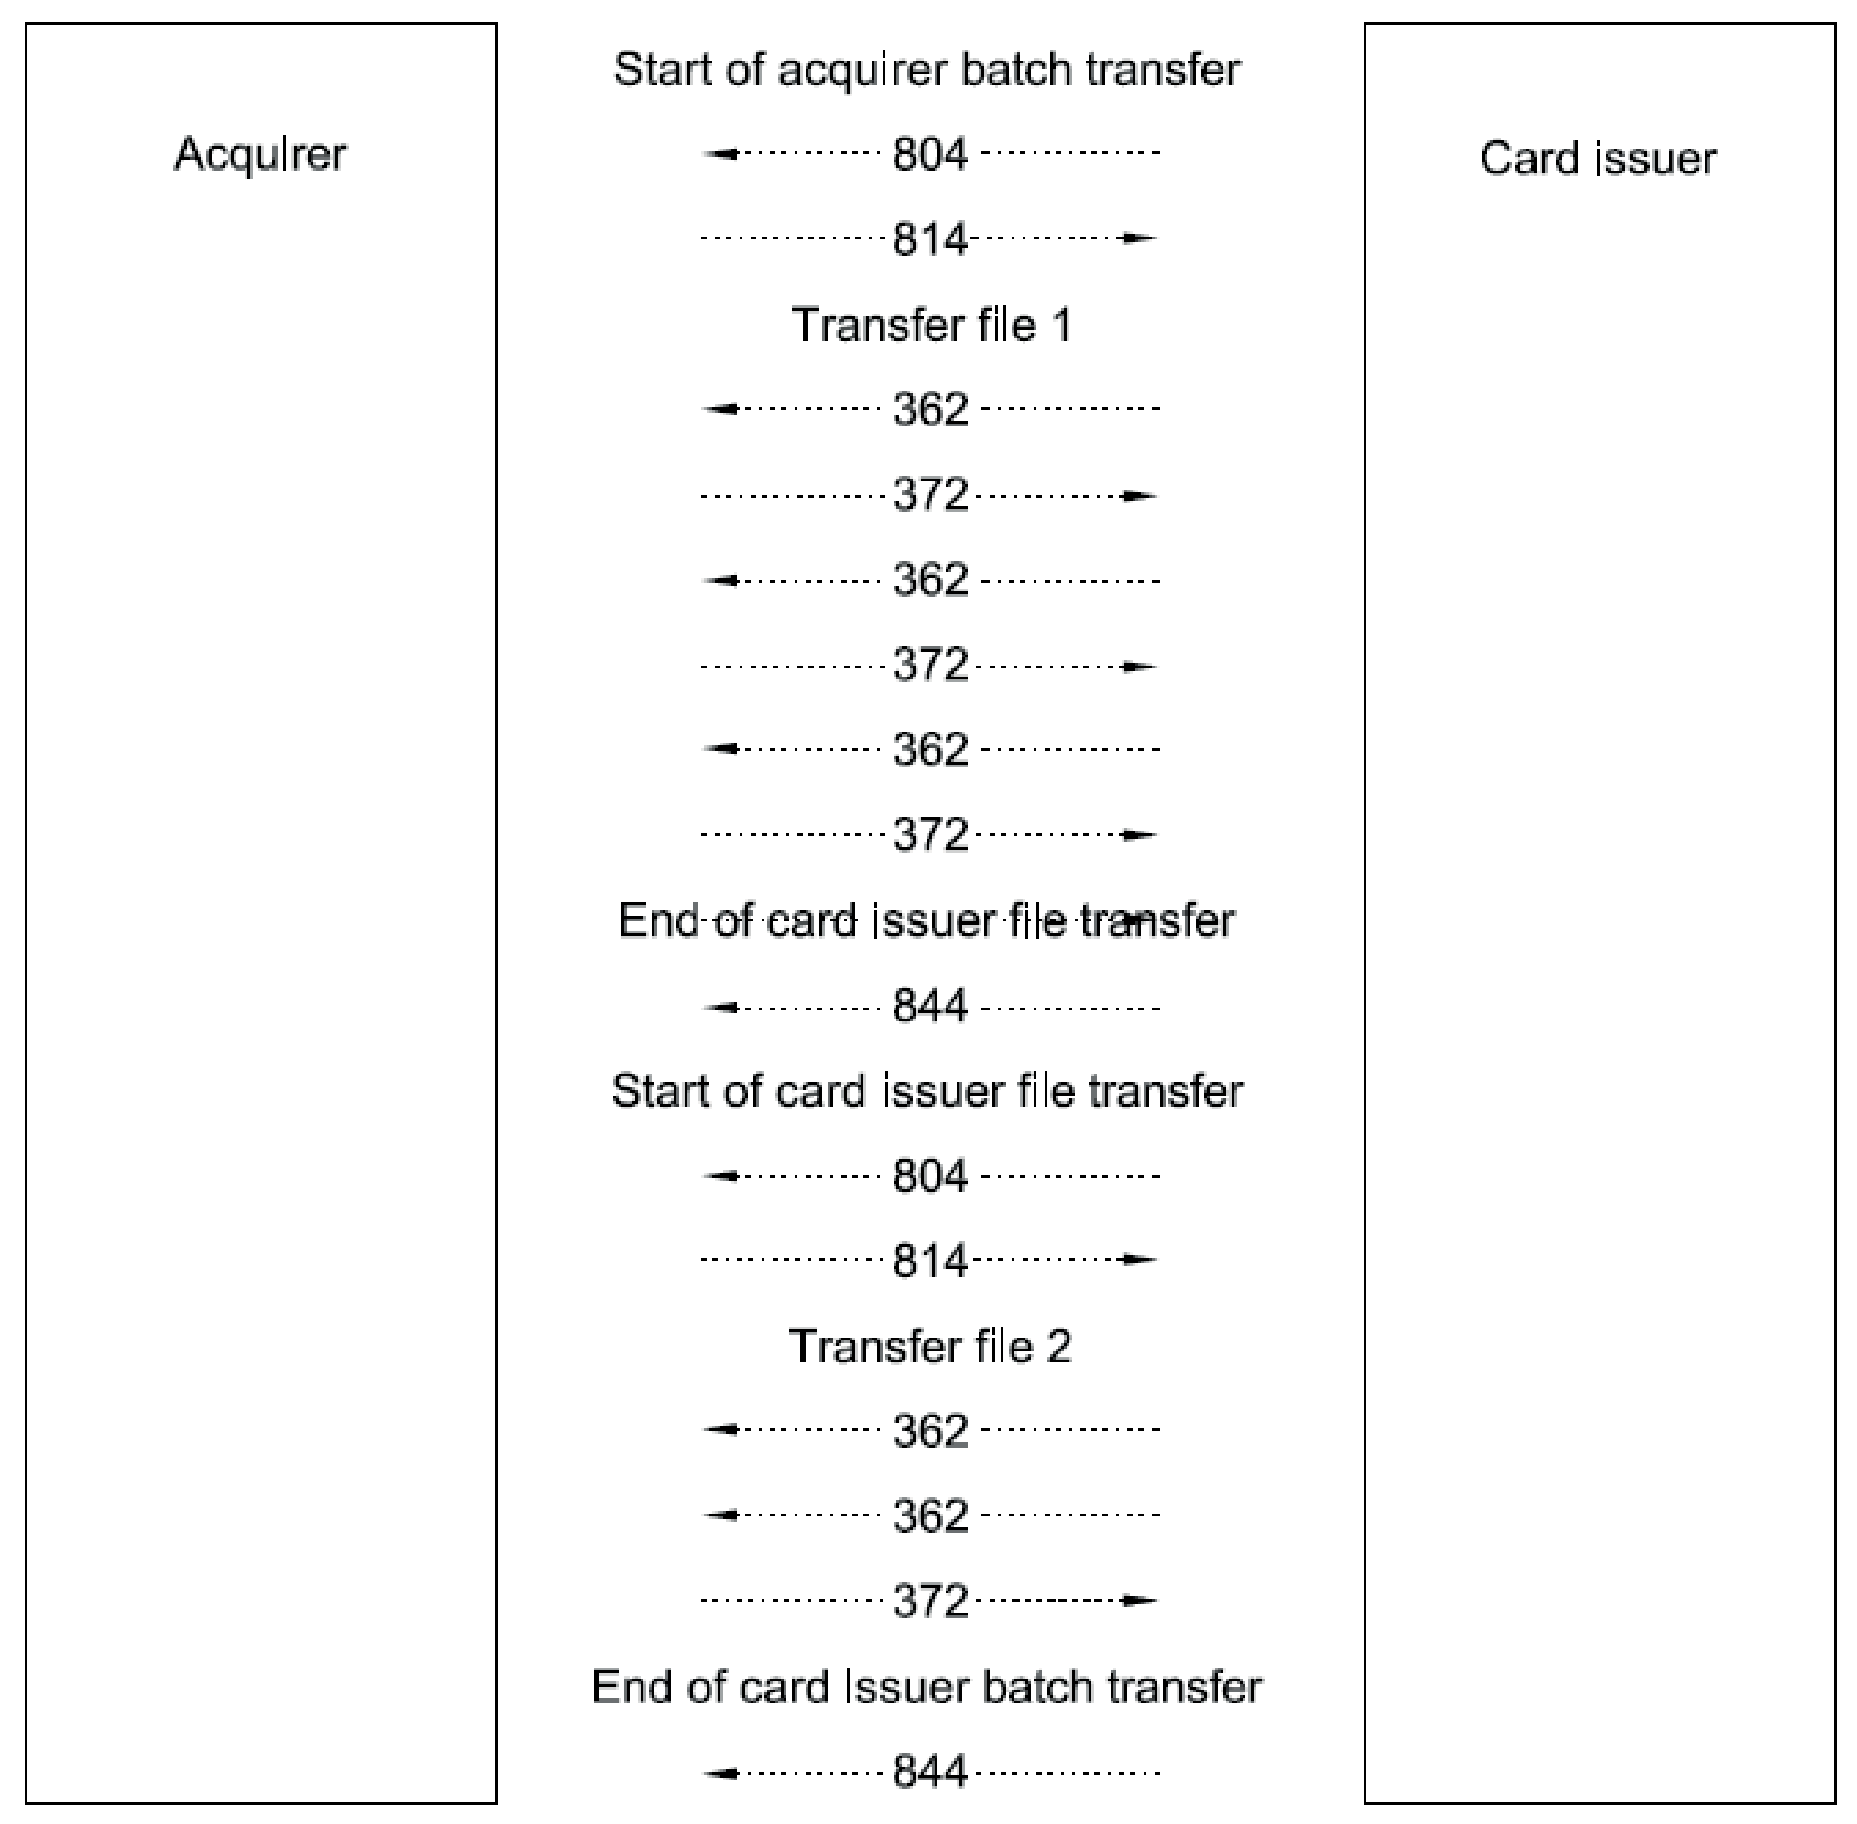 Start of acquirer batch transfer
Acquirer
804
Card issuer
814
Transfer file 1
362
372
362
372
362
372
End of card issuer file transfer
844
Start of card issuer file transfer
804
814
Transfer file 2
362
362
372
End of card issuer batch transfer
844